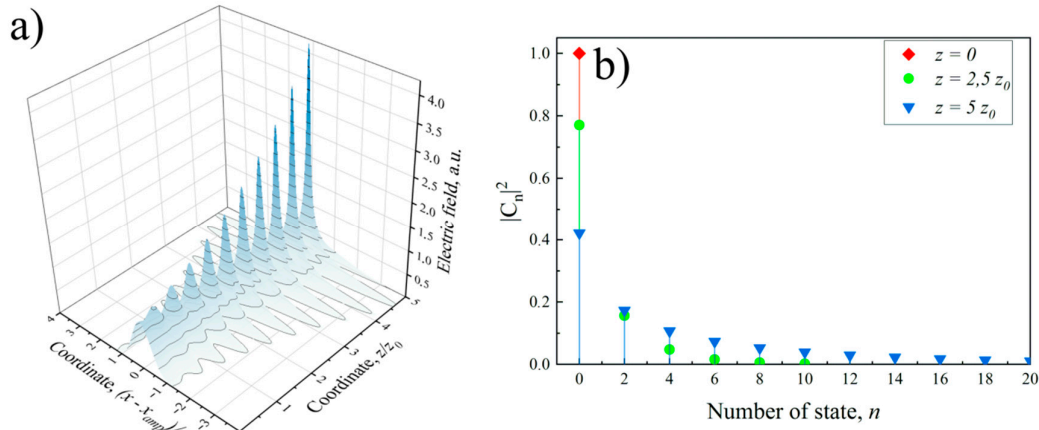 a)
4.0
3.5
3.0
2.5
2.0
1.5
1.0
0.5
Electric field, a.u.
4
3
2
1
0
-1
-2
-3
Coordinate, (x - x
1
2
3
4
5
Coordinate, z/z0
b)
z = 0
z = 2,5 z0
z = 5 z0
1.0
0.8
0.6
0.4
0.2
0.0
|Cn|²
0 2 4 6 8 10 12 14 16 18 20
Number of state, n